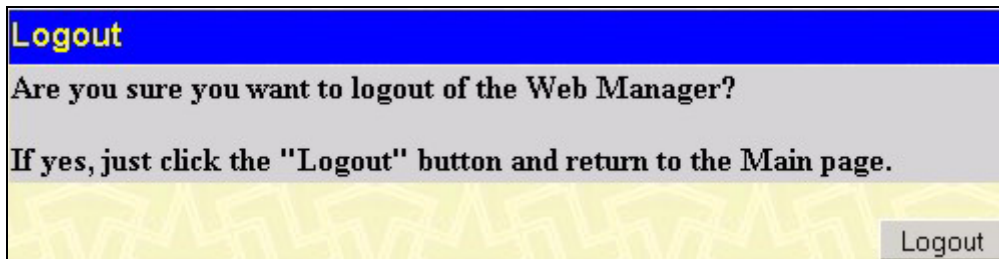 Logout
Are you sure you want to logout of the Web Manager?
If yes, just click the "Logout" button and return to the Main page.
Logout